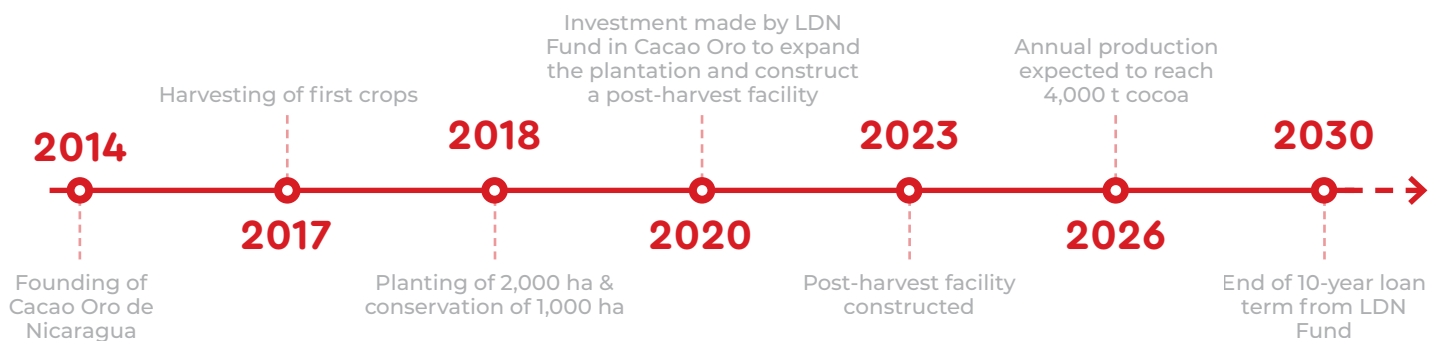 2014
Founding of
Cacao Oro de
Nicaragua
Harvesting of first crops
2017
2018
Planting of 2,000 ha &
conservation of 1,000 ha
Investment made by LDN
Fund in Cacao Oro to expand
the plantation and construct
a post-harvest facility
2020
2023
Post-harvest facility
constructed
Annual production
expected to reach
4,000 t cocoa
2026
2030
End of 10-year loan
term from LDN
Fund